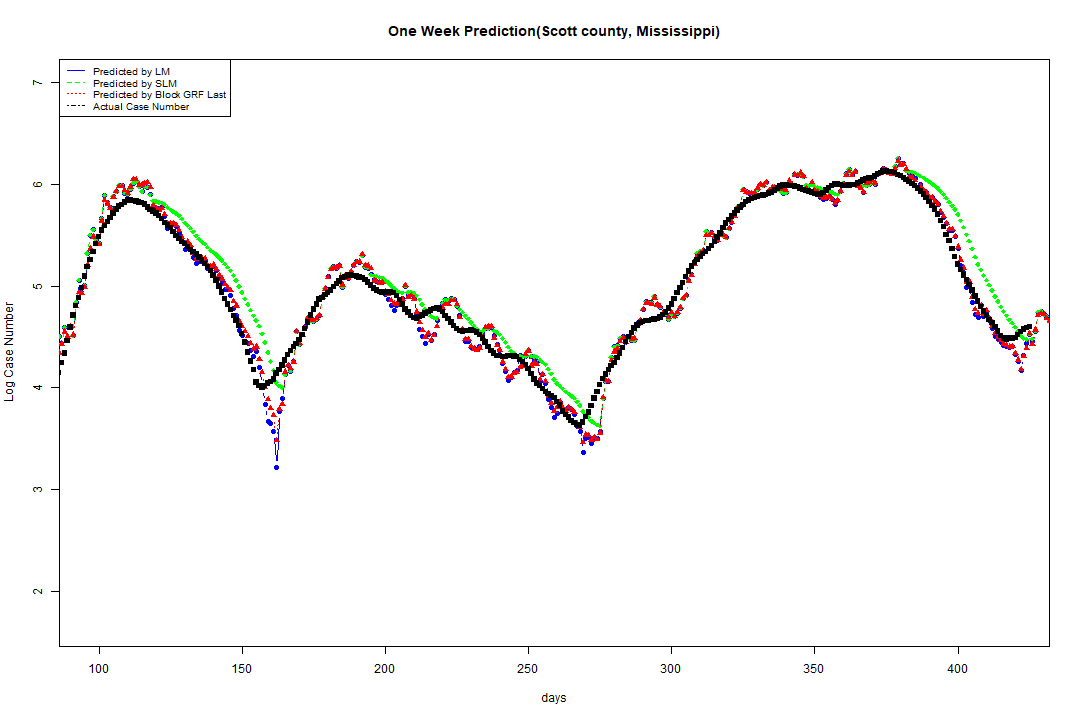 One Week Prediction(Scott county, Mississippi)
Predicted by LM
Predicted by SLM
Predicted by Block GRF Last
Actual Case Number
7
6
5
4
3
2
Log Case Number
100 150 200 250 300 350 400
days